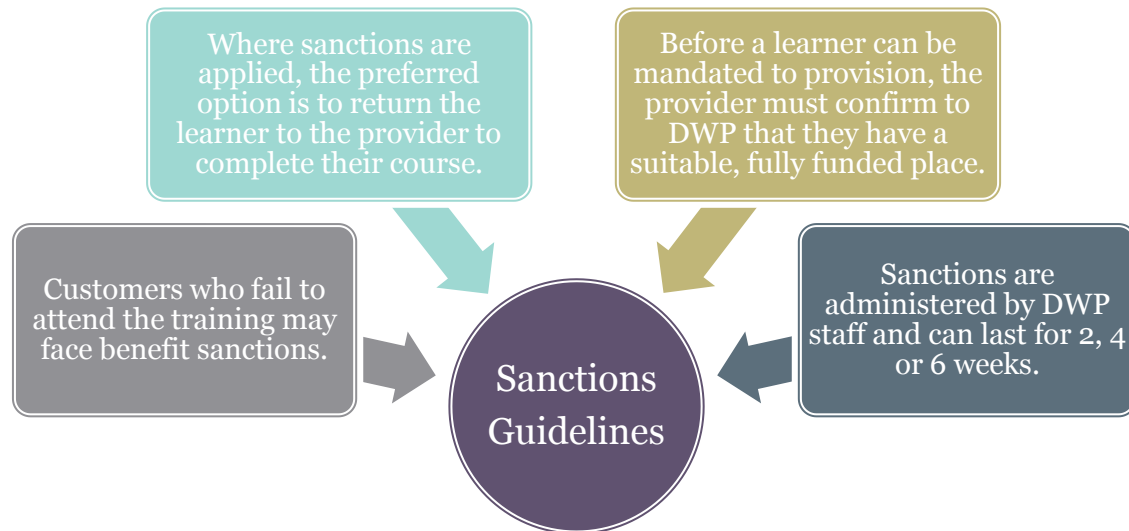 Where sanctions are
applied, the preferred
option is to return the
learner to the provider to
complete their course.
Before a learner can be
mandated to provision, the
provider must confirm to
DWP that they have a
suitable, fully funded place.
Customers who fail to
attend the training may
face benefit sanctions.
Sanctions are
administered by DWP
staff and can last for 2, 4
or 6 weeks.
Sanctions
Guidelines